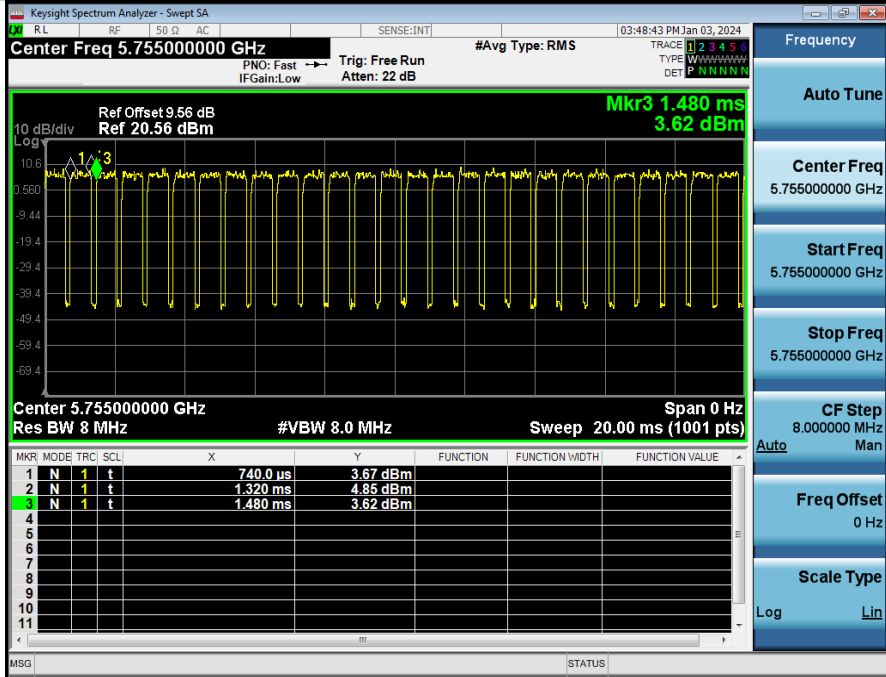 Keysight Spectrum Analyzer - Swept SA
LXI RL RF 50 Ω AC SENSE:INT 03:48:43 PM Jan 03, 2024
Center Freq 5.755000000 GHz #Avg Type: RMS TRACE 1 2 3 4 5 6
PNO: Fast Trig: Free Run TYPE WWWWWW
IFGain:Low Atten: 22 dB DET P N N N N N
Frequency
Ref Offset 9.56 dB Mkr3 1.480 ms
10 dB/div Ref 20.56 dBm 3.62 dBm
Log
1 3
10.6
0.560
-9.44
-19.4
-29.4
-39.4
-49.4
-59.4
-69.4
Center 5.755000000 GHz Span 0 Hz
Res BW 8 MHz #VBW 8.0 MHz Sweep 20.00 ms (1001 pts)
MKR MODE TRC SCL X Y FUNCTION FUNCTION WIDTH FUNCTION VALUE
1 N 1 t 740.0 µs 3.67 dBm
2 N 1 t 1.320 ms 4.85 dBm
3 N 1 t 1.480 ms 3.62 dBm
4
5
6
7
8
9
10
11
MSG STATUS
Auto Tune
Center Freq
5.755000000 GHz
Start Freq
5.755000000 GHz
Stop Freq
5.755000000 GHz
CF Step
8.000000 MHz
Auto Man
Freq Offset
0 Hz
Scale Type
Log Lin